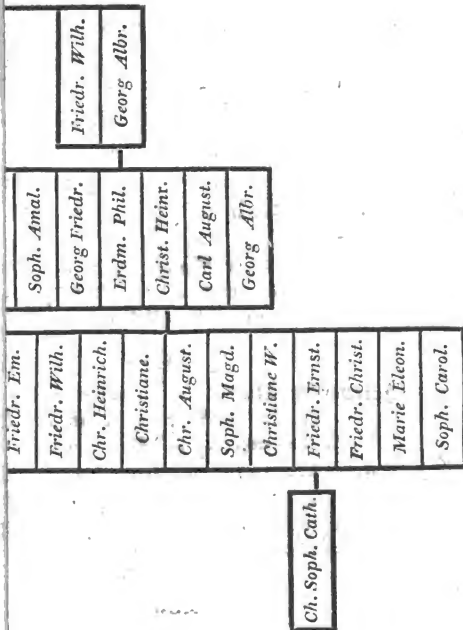 Friedr. Wilh.
Georg Albr.
Soph. Amal.
Georg Friedr.
Erdm. Phil.
Christ. Heinr.
Carl August.
Georg Albr.
Friedr. Em.
Friedr. Wilh.
Chr. Heinrich.
Christiane.
Chr. August.
Soph. Magd.
Christiane W.
Friedr. Ernst.
Friedr. Christ.
Marie Eleon.
Soph. Carol.
Ch. Soph. Cath.